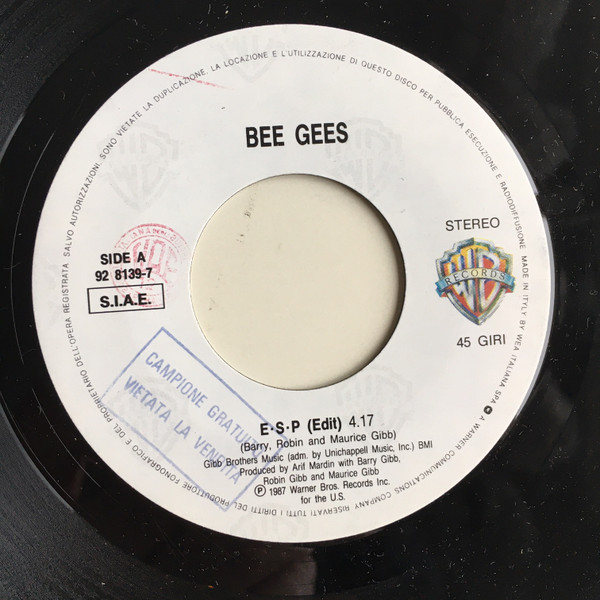 SALVO AUTORIZZAZIONI. SONO VIETATE LA DUPLICAZIONE, LA LOCAZIONE E L'UTILIZZAZIONE DI QUESTO DISCO PER PUBBLICA ESECUZIONE E RADIODIFFUSIONE MADE IN ITYLY BY WEA ITALIANA SPA
A WARNER COMMUNICATIONS COMPANY RISERVATI TUTTI I DIRITTI DEL PRODUTTORE FONOGRAFICO E DEL PROPRIETARIO DELL'OPERA REGISTRATA
BEE GEES
STEREO
SIDE A
92 8139-7
S.I.A.E.
WB
RECORDS
45 GIRI
CAMPIONE GRATUITO
VIETATA LA VENDITA
E·S·P (Edit) 4.17
(Barry, Robin and Maurice Gibb)
Gibb Brothers Music (adm. by Unichappell Music, Inc.) BMI
Produced by Arif Mardin with Barry Gibb,
Robin Gibb and Maurice Gibb
℗ 1987 Warner Bros. Records Inc.
for the U.S.